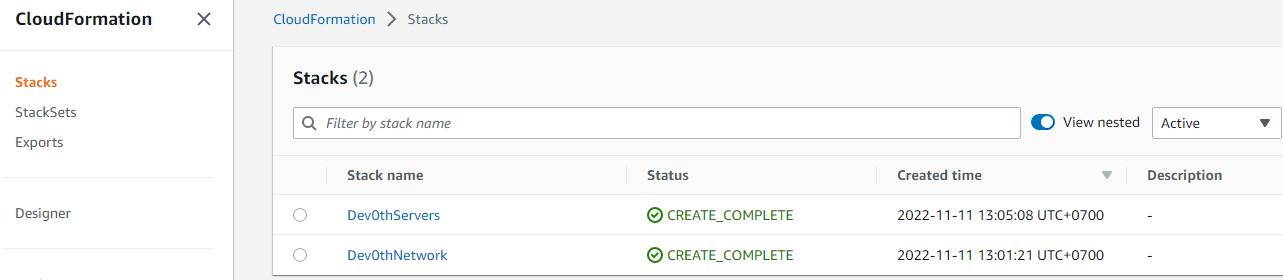 CloudFormation
CloudFormation Stacks
Stacks
StackSets
Exports
Designer
Stacks (2)
Filter by stack name
View nested
Active
Stack name Status Created time Description
Dev0thServers CREATE_COMPLETE 2022-11-11 13:05:08 UTC+0700 -
Dev0thNetwork CREATE_COMPLETE 2022-11-11 13:01:21 UTC+0700 -